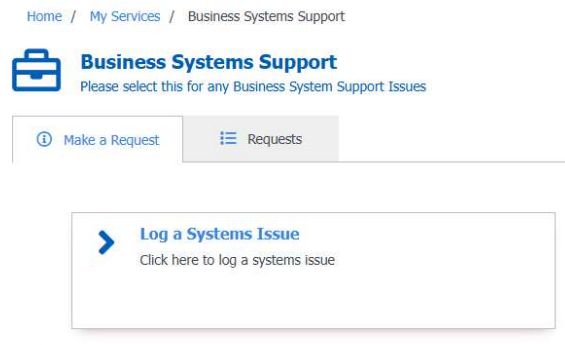 Home / My Services / Business Systems Support
Business Systems Support
Please select this for any Business System Support Issues
Make a Request
Requests
Log a Systems Issue
Click here to log a systems issue